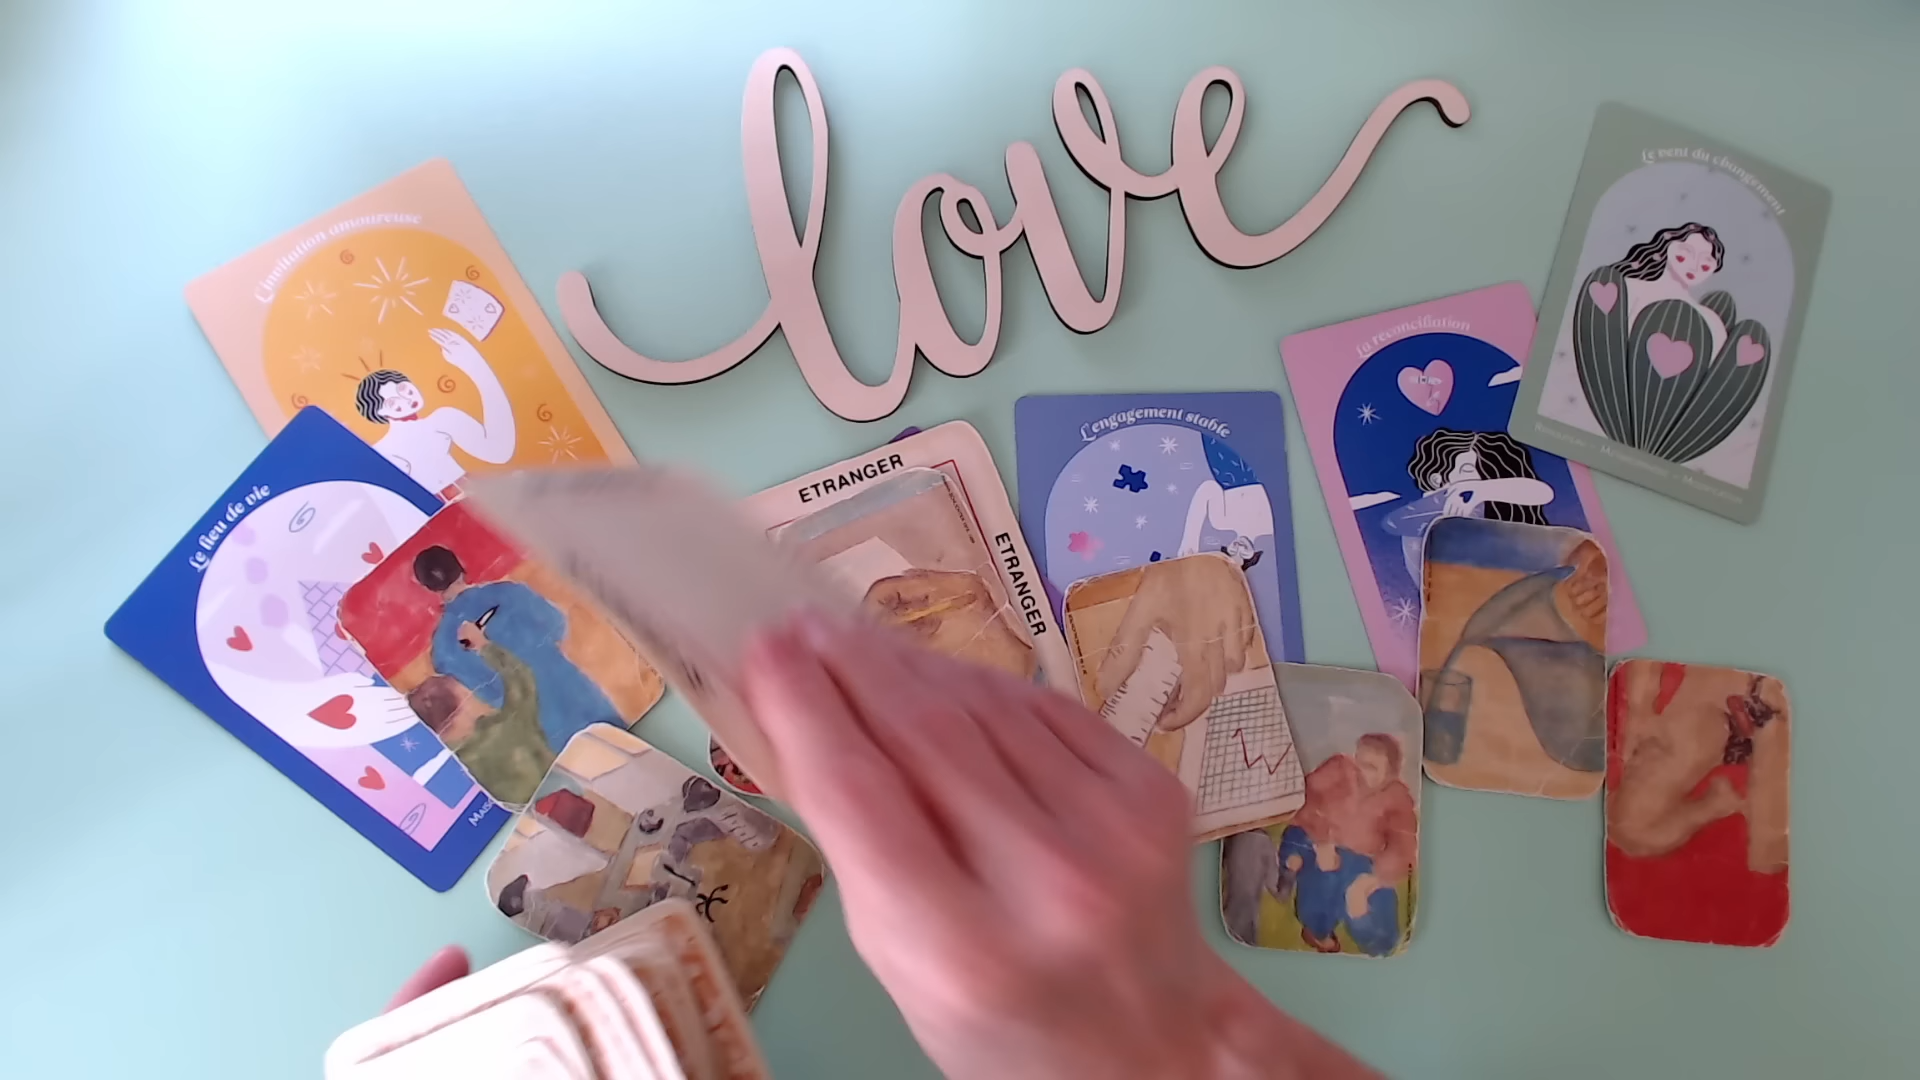 love
Le vent du changement
L'invitation amoureuse
La réconciliation
L'engagement stable
ETRANGER
Le lieu de vie
ETRANGER